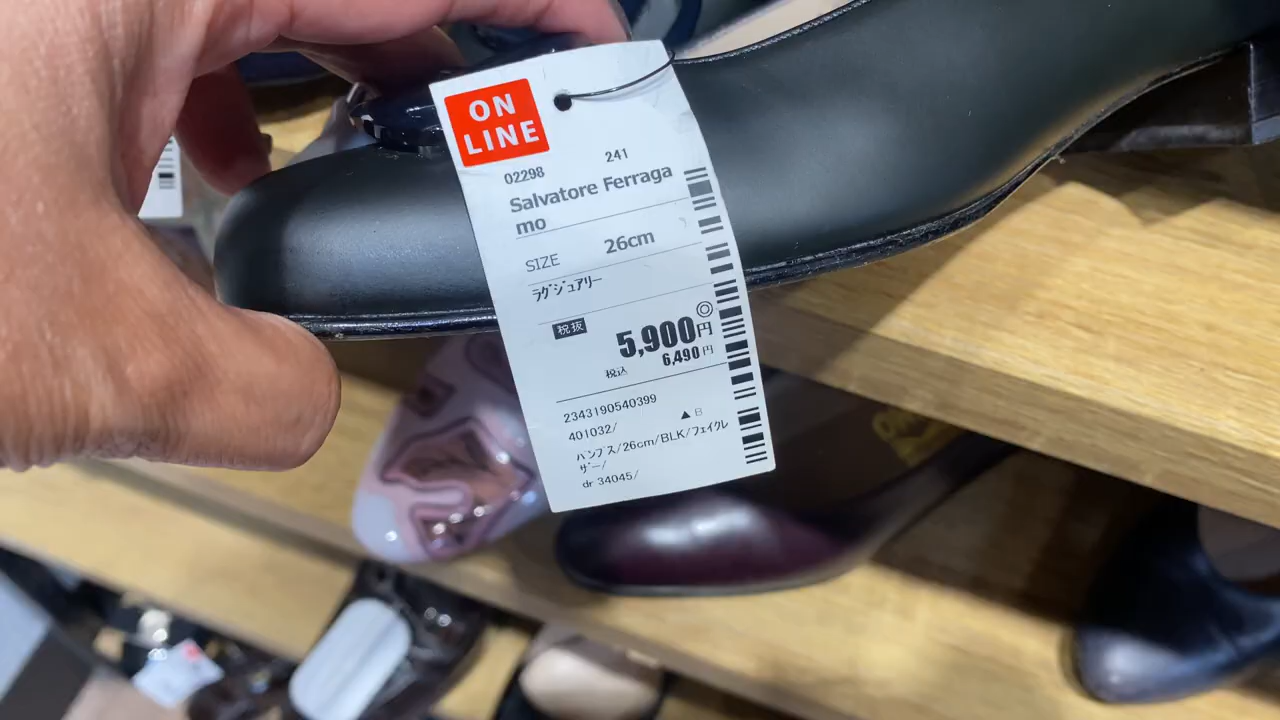 ON
LINE
02298 241
Salvatore Ferraga
mo
SIZE 26cm
ラグジュアリー
◎
税抜 5,900円
税込 6,490円
2343190540399
401032/ ▲B
パンプス/26cm/BLK/フェイクレ
ザー/
dr 34045/